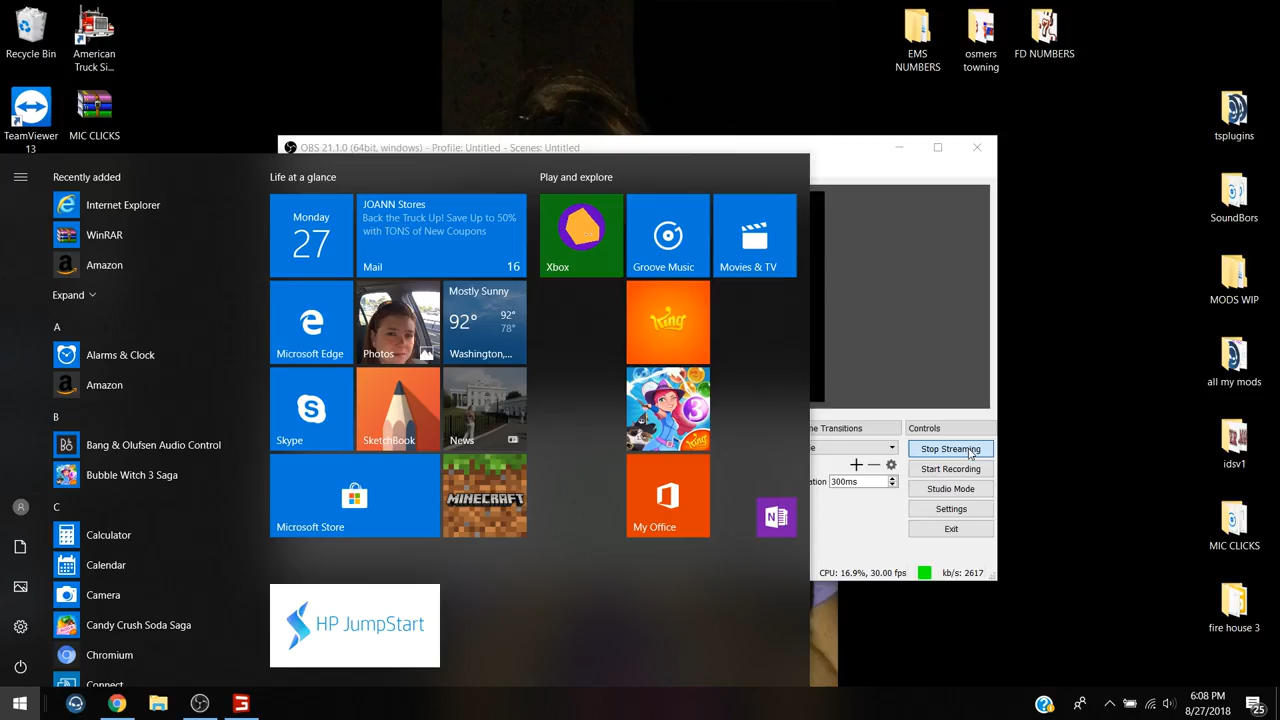 Recycle Bin
American
Truck Si...
EMS
NUMBERS
osmers
towning
FD NUMBERS
TeamViewer
13
MIC CLICKS
tsplugins
OBS 21.1.0 (64bit, windows) - Profile: Untitled - Scenes: Untitled
Recently added
Internet Explorer
WinRAR
Amazon
Expand
A
Alarms & Clock
Amazon
B
Bang & Olufsen Audio Control
Bubble Witch 3 Saga
C
Calculator
Calendar
Camera
Candy Crush Soda Saga
Chromium
Connect
Life at a glance
Monday
27
JOANN Stores
Back the Truck Up! Save Up to 50%
with TONS of New Coupons
Mail
16
Microsoft Edge
Photos
Mostly Sunny
92°
92°
78°
Washington,...
Skype
SketchBook
News
Microsoft Store
MINECRAFT
HP JumpStart
Play and explore
Xbox
Groove Music
Movies & TV
King
3
King
My Office
N
ne Transitions
e
ation 300ms
Controls
Stop Streaming
Start Recording
Studio Mode
Settings
Exit
CPU: 16.9%, 30.00 fps
kb/s: 2617
SoundBors
MODS WIP
all my mods
idsv1
MIC CLICKS
fire house 3
6:08 PM
8/27/2018
25